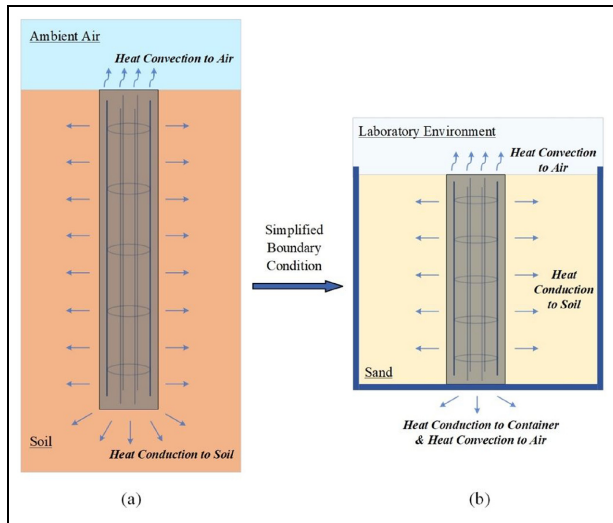 Ambient Air
Heat Convection to Air
Soil
Heat Conduction to Soil
(a)
Simplified
Boundary
Condition
Laboratory Environment
Heat Convection
to Air
Heat
Conduction
to Soil
Sand
Heat Conduction to Container
& Heat Convection to Air
(b)